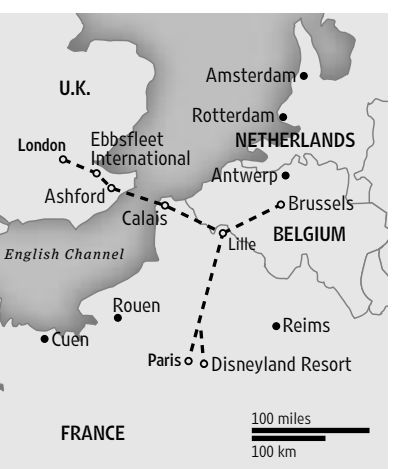 Amsterdam
U.K.
Rotterdam
Ebbsfleet
International
London
NETHERLANDS
Antwerp
Ashford
Brussels
Calais
BELGIUM
Lille
English Channel
Rouen
Reims
Cuen
Paris
Disneyland Resort
100 miles
FRANCE
100 km